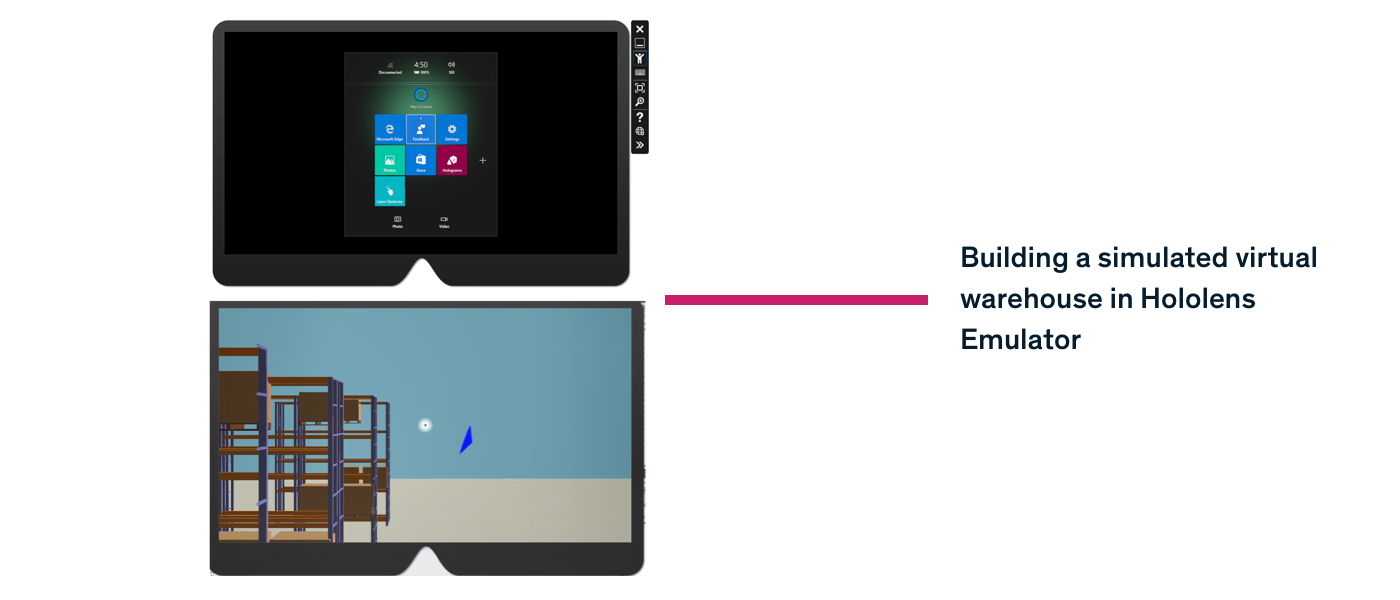 4:50
Disconnected 100% 100
Hey Cortana
Microsoft Edge Feedback Settings
Photos Store Holograms
Learn Gestures
Photo Video
Building a simulated virtual
warehouse in Hololens
Emulator